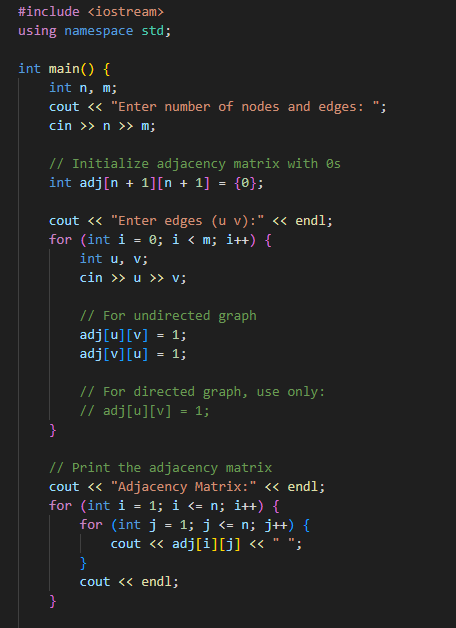 #include <iostream>
using namespace std;

int main() {
    int n, m;
    cout << "Enter number of nodes and edges: ";
    cin >> n >> m;

    // Initialize adjacency matrix with 0s
    int adj[n + 1][n + 1] = {0};

    cout << "Enter edges (u v):" << endl;
    for (int i = 0; i < m; i++) {
        int u, v;
        cin >> u >> v;

        // For undirected graph
        adj[u][v] = 1;
        adj[v][u] = 1;

        // For directed graph, use only:
        // adj[u][v] = 1;
    }

    // Print the adjacency matrix
    cout << "Adjacency Matrix:" << endl;
    for (int i = 1; i <= n; i++) {
        for (int j = 1; j <= n; j++) {
            cout << adj[i][j] << " ";
        }
        cout << endl;
    }